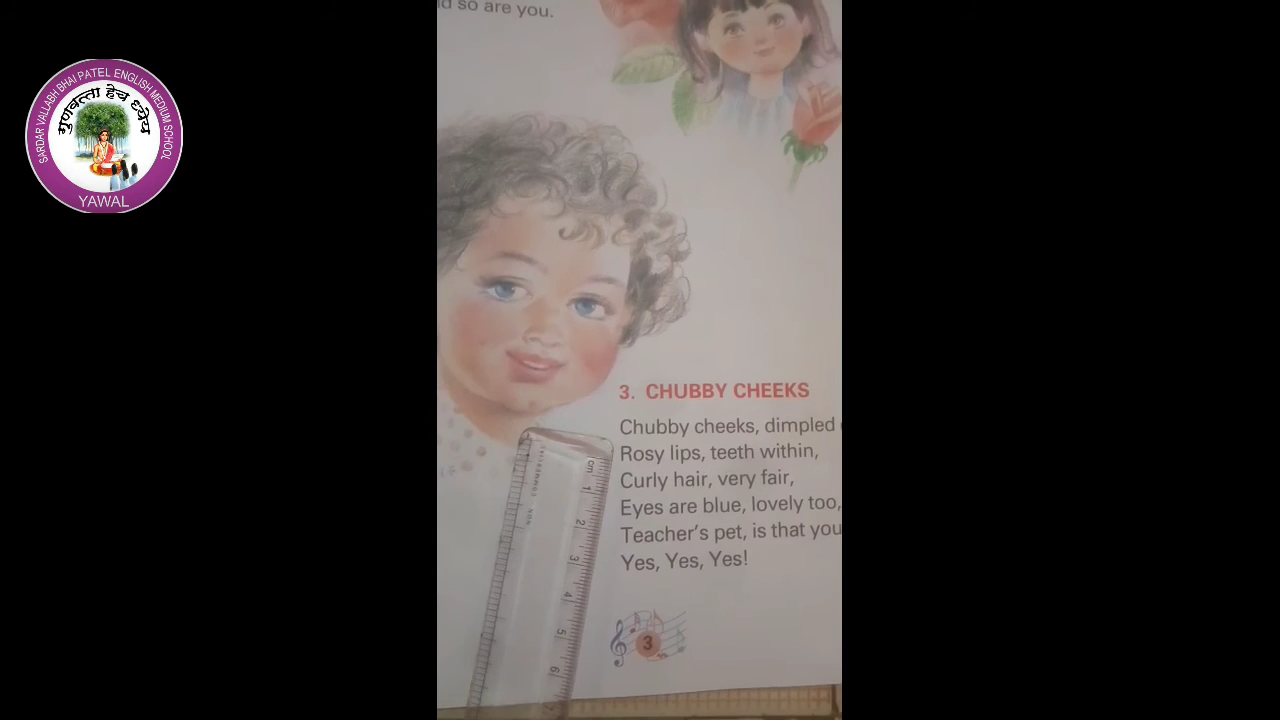 d so are you.
SARDAR VALLABH BHAI PATEL ENGLISH MEDIUM SCHOOL
गुणवत्ता हेच ध्येय
YAWAL
3. CHUBBY CHEEKS
Chubby cheeks, dimpled
Rosy lips, teeth within,
Curly hair, very fair,
Eyes are blue, lovely too,
Teacher's pet, is that you
Yes, Yes, Yes!
cm 1 2 3 4 5 6
NON COMMERCIAL
3